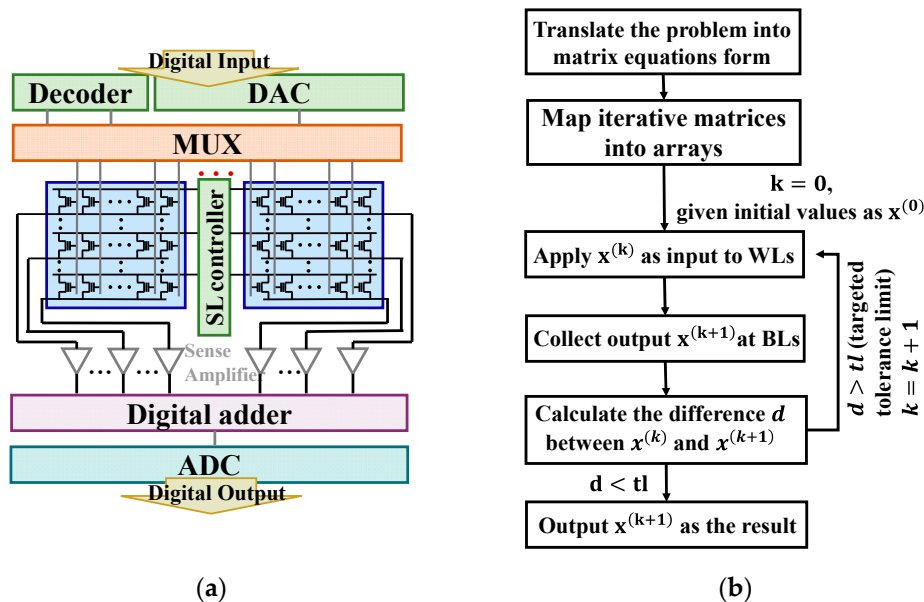 Digital Input
Decoder
DAC
MUX
SL controller
Sense
Amplifier
Digital adder
ADC
Digital Output
(a)
Translate the problem into
matrix equations form
Map iterative matrices
into arrays
k = 0,
given initial values as x^(0)
Apply x^(k) as input to WLs
Collect output x^(k+1) at BLs
Calculate the difference d
between x^(k) and x^(k+1)
d > tl (targeted
tolerance limit)
k = k + 1
d < tl
Output x^(k+1) as the result
(b)